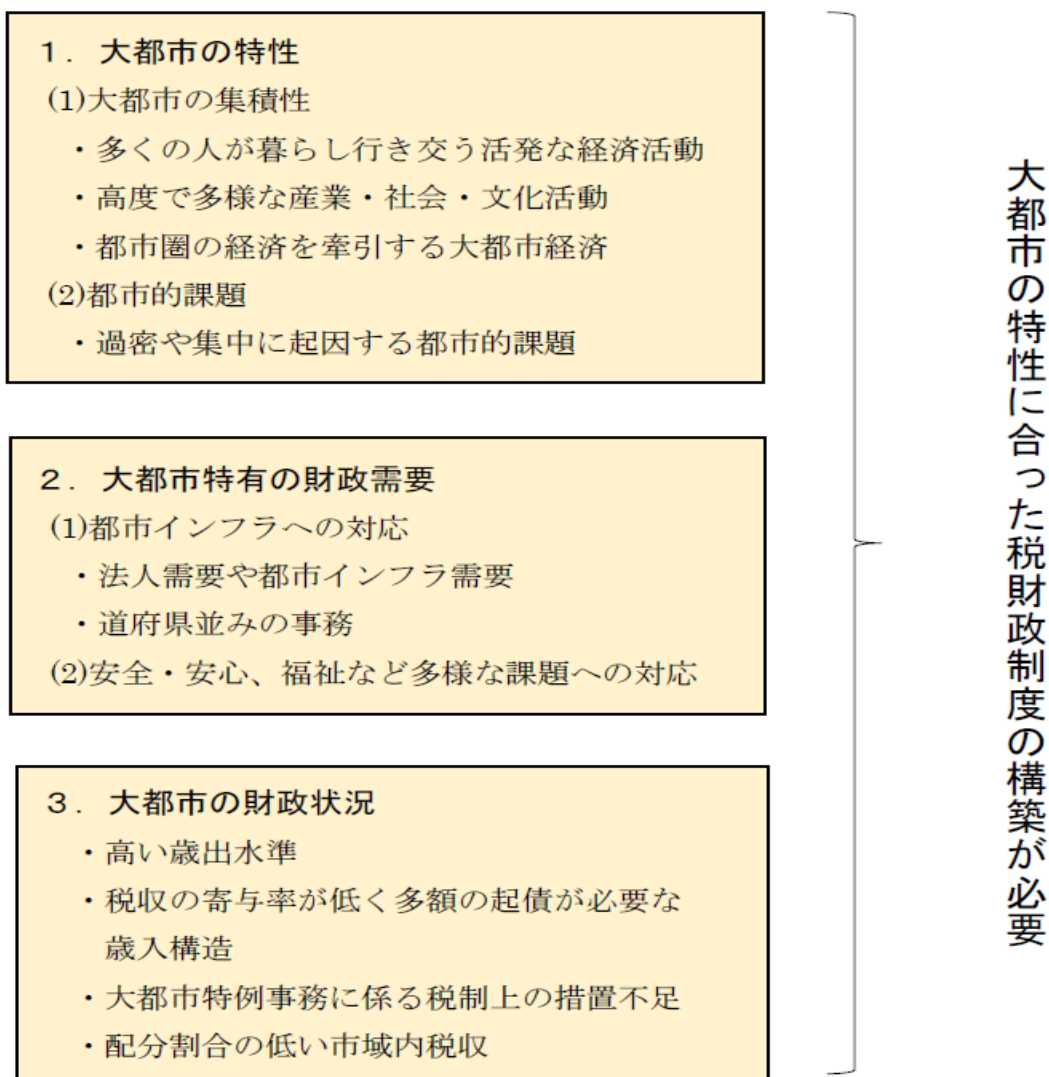 １．大都市の特性
(1)大都市の集積性
・多くの人が暮らし行き交う活発な経済活動
・高度で多様な産業・社会・文化活動
・都市圏の経済を牽引する大都市経済
(2)都市的課題
・過密や集中に起因する都市的課題
２．大都市特有の財政需要
(1)都市インフラへの対応
・法人需要や都市インフラ需要
・道府県並みの事務
(2)安全・安心、福祉など多様な課題への対応
３．大都市の財政状況
・高い歳出水準
・税収の寄与率が低く多額の起債が必要な
歳入構造
・大都市特例事務に係る税制上の措置不足
・配分割合の低い市域内税収
大都市の特性に合った税財政制度の構築が必要